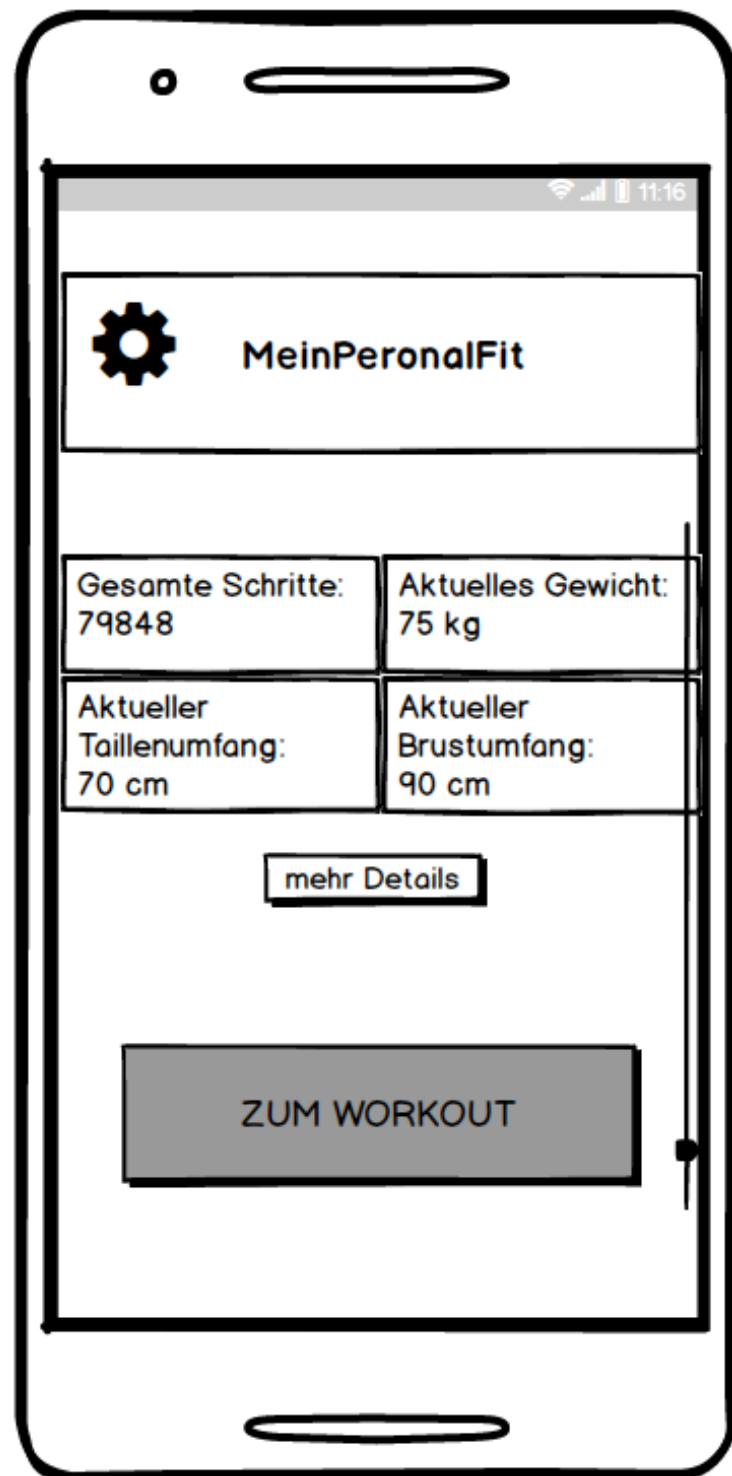 11:16
MeinPeronalFit
Gesamte Schritte:
79848
Aktuelles Gewicht:
75 kg
Aktueller
Taillenumfang:
70 cm
Aktueller
Brustumfang:
90 cm
mehr Details
ZUM WORKOUT